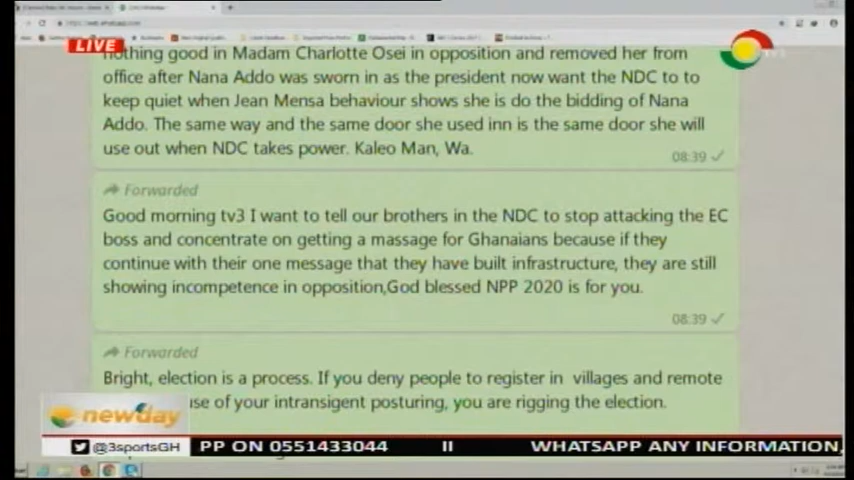 LIVE
nothing good in Madam Charlotte Osei in opposition and removed her from
office after Nana Addo was sworn in as the president now want the NDC to to
keep quiet when Jean Mensa behaviour shows she is do the bidding of Nana
Addo. The same way and the same door she used inn is the same door she will
use out when NDC takes power. Kaleo Man, Wa.
08:39
Forwarded
Good morning tv3 I want to tell our brothers in the NDC to stop attacking the EC
boss and concentrate on getting a massage for Ghanaians because if they
continue with their one message that they have built infrastructure, they are still
showing incompetence in opposition,God blessed NPP 2020 is for you.
08:39
Forwarded
Bright, election is a process. If you deny people to register in villages and remote
use of your intransigent posturing, you are rigging the election.
newday
@3sportsGH
PP ON 0551433044 II WHATSAPP ANY INFORMATION,